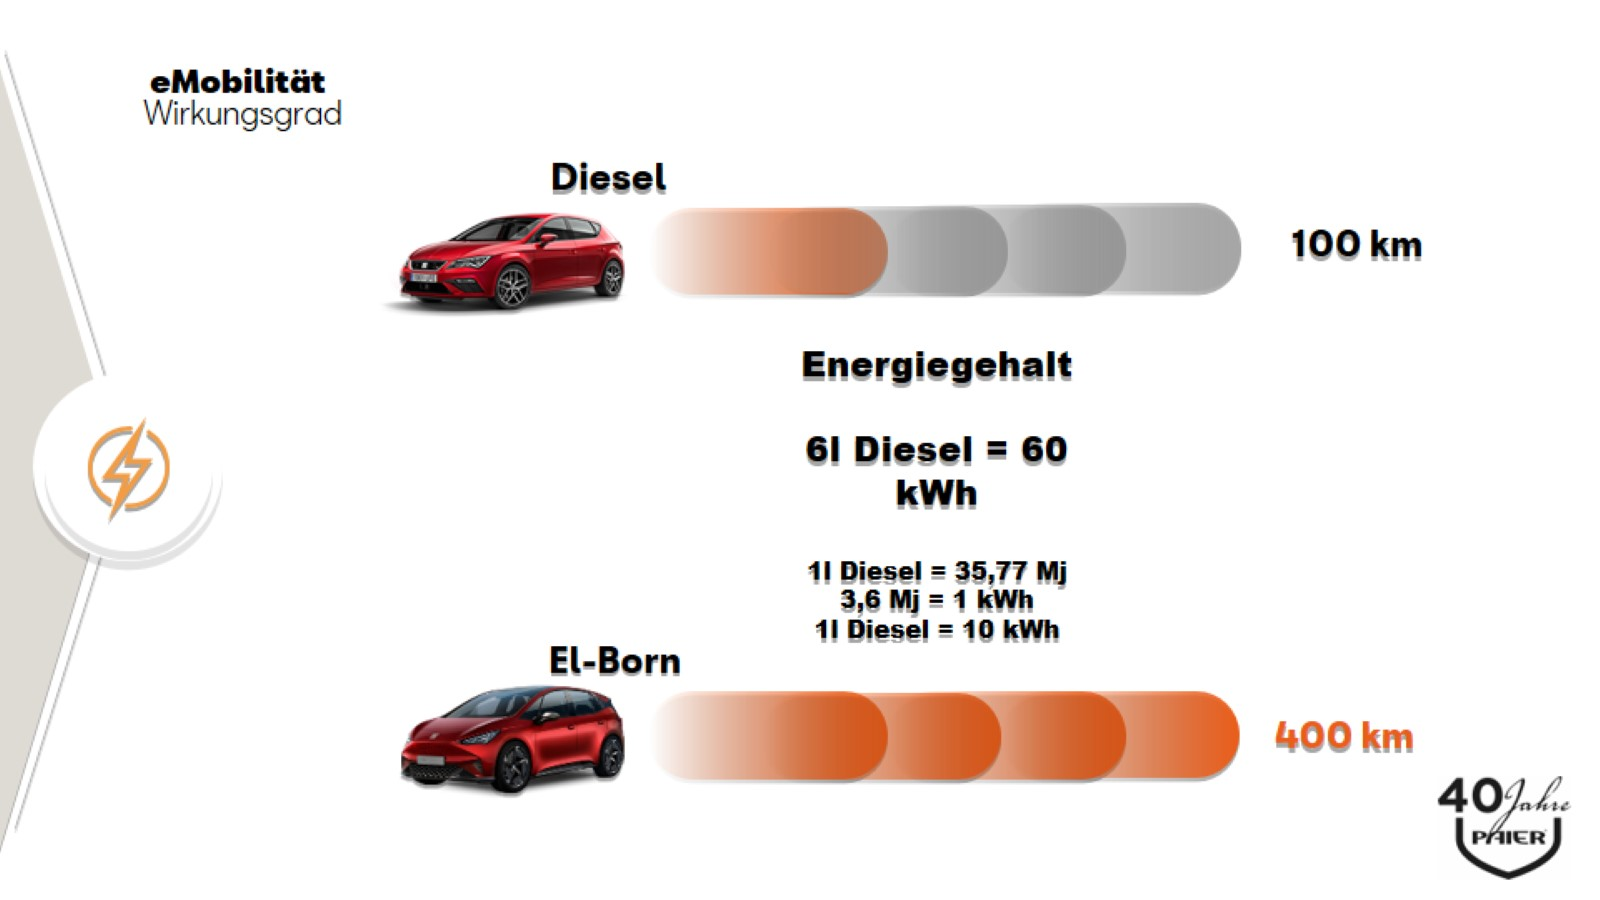 eMobilität
Wirkungsgrad
Diesel
100 km
Energiegehalt
6l Diesel = 60
kWh
1l Diesel = 35,77 Mj
3,6 Mj = 1 kWh
1l Diesel = 10 kWh
El-Born
400 km
40 Jahre
PAIER